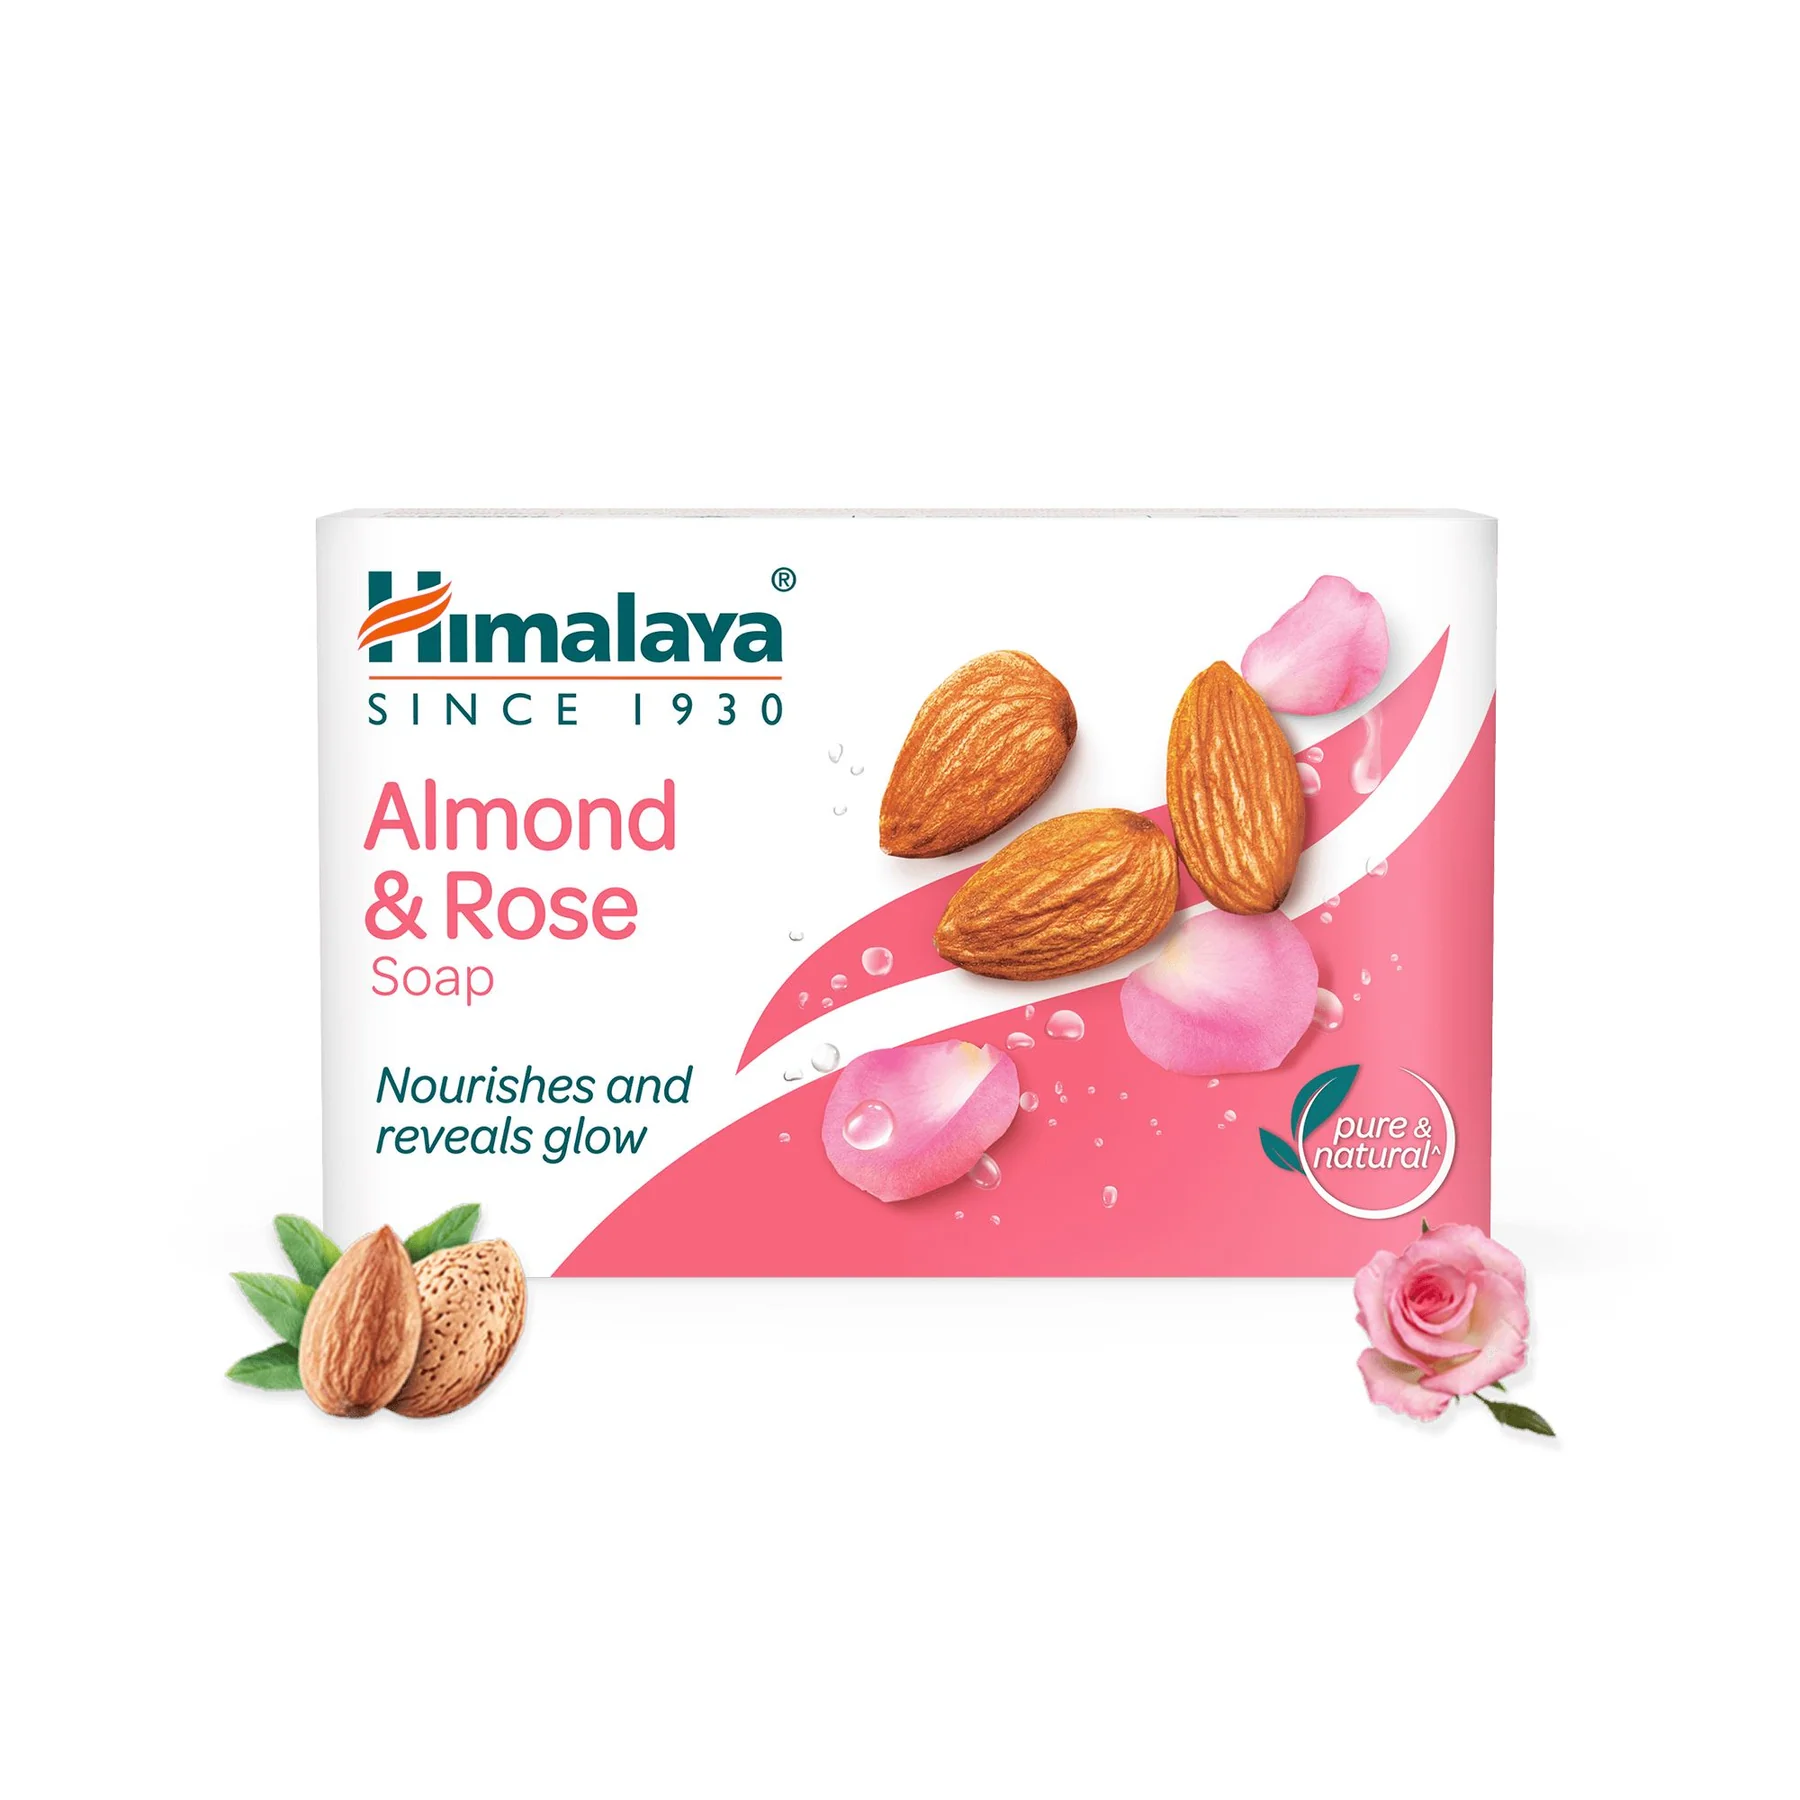 Himalaya®
SINCE 1930
Almond
& Rose
Soap
Nourishes and
reveals glow
pure &
natural^